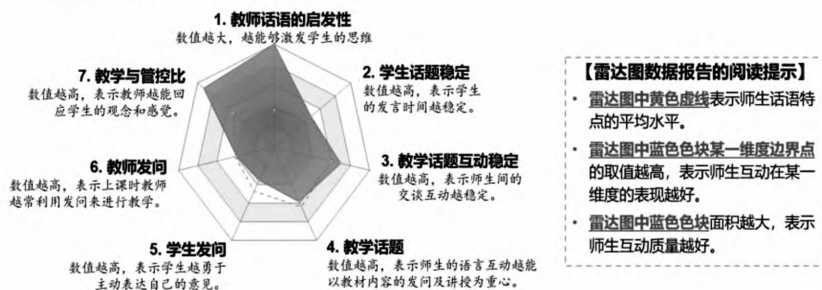 1. 教师话语的启发性
数值越大，越能够激发学生的思维
7. 教学与管控比
数值越高，表示教师越能回
应学生的观念和感觉。
2. 学生话题稳定
数值越高，表示学生
的发言时间越稳定。
6. 教师发问
数值越高，表示上课时教师
越常利用发问来进行教学。
3. 教学话题互动稳定
数值越高，表示师生间的
交谈互动越稳定。
5. 学生发问
数值越高，表示学生越勇于
主动表达自己的意见。
4. 教学话题
数值越高，表示师生的语言互动越能
以教材内容的发问及讲授为重心。
【雷达图数据报告的阅读提示】
· 雷达图中黄色虚线表示师生话语特
点的平均水平。
· 雷达图中蓝色色块某一维度边界点
的取值越高，表示师生互动在某一
维度的表现越好。
· 雷达图中蓝色色块面积越大，表示
师生互动质量越好。